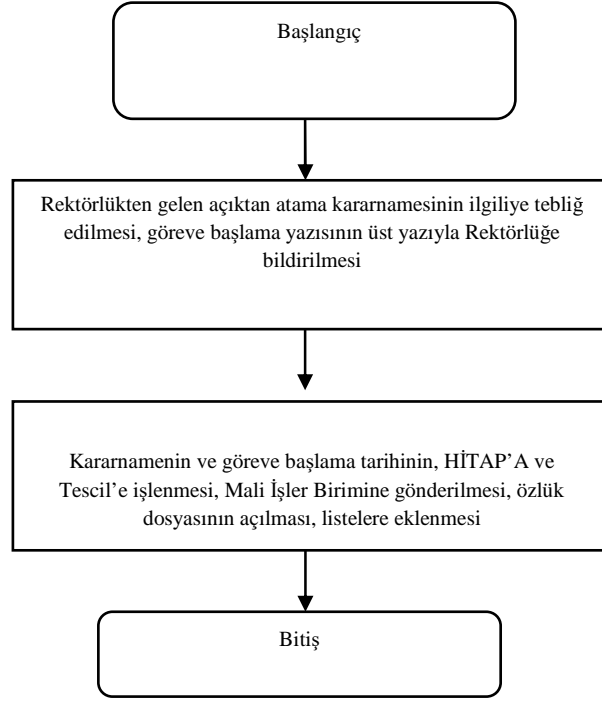 Başlangıç
Rektörlükten gelen açıktan atama kararnamesinin ilgiliye tebliğ
edilmesi, göreve başlama yazısının üst yazıyla Rektörlüğe
bildirilmesi
Kararnamenin ve göreve başlama tarihinin, HİTAP’A ve
Tescil’e işlenmesi, Mali İşler Birimine gönderilmesi, özlük
dosyasının açılması, listelere eklenmesi
Bitiş